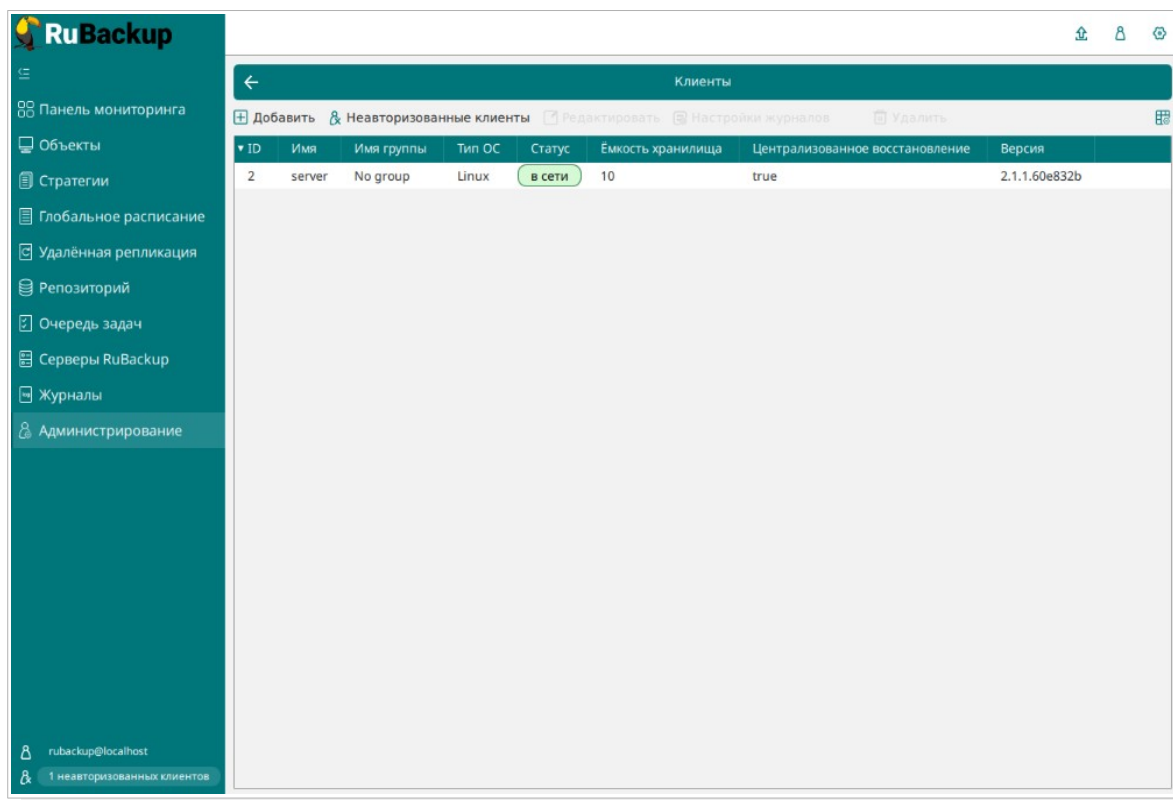 RuBackup
Клиенты
Панель мониторинга
Объекты
Стратегии
Глобальное расписание
Удалённая репликация
Репозиторий
Очередь задач
Серверы RuBackup
Журналы
Администрирование
Добавить Неавторизованные клиенты Редактировать Настройки журналов Удалить
ID Имя Имя группы Тип ОС Статус Ёмкость хранилища Централизованное восстановление Версия
2 server No group Linux в сети 10 true 2.1.1.60e832b
rubackup@localhost
1 неавторизованных клиентов